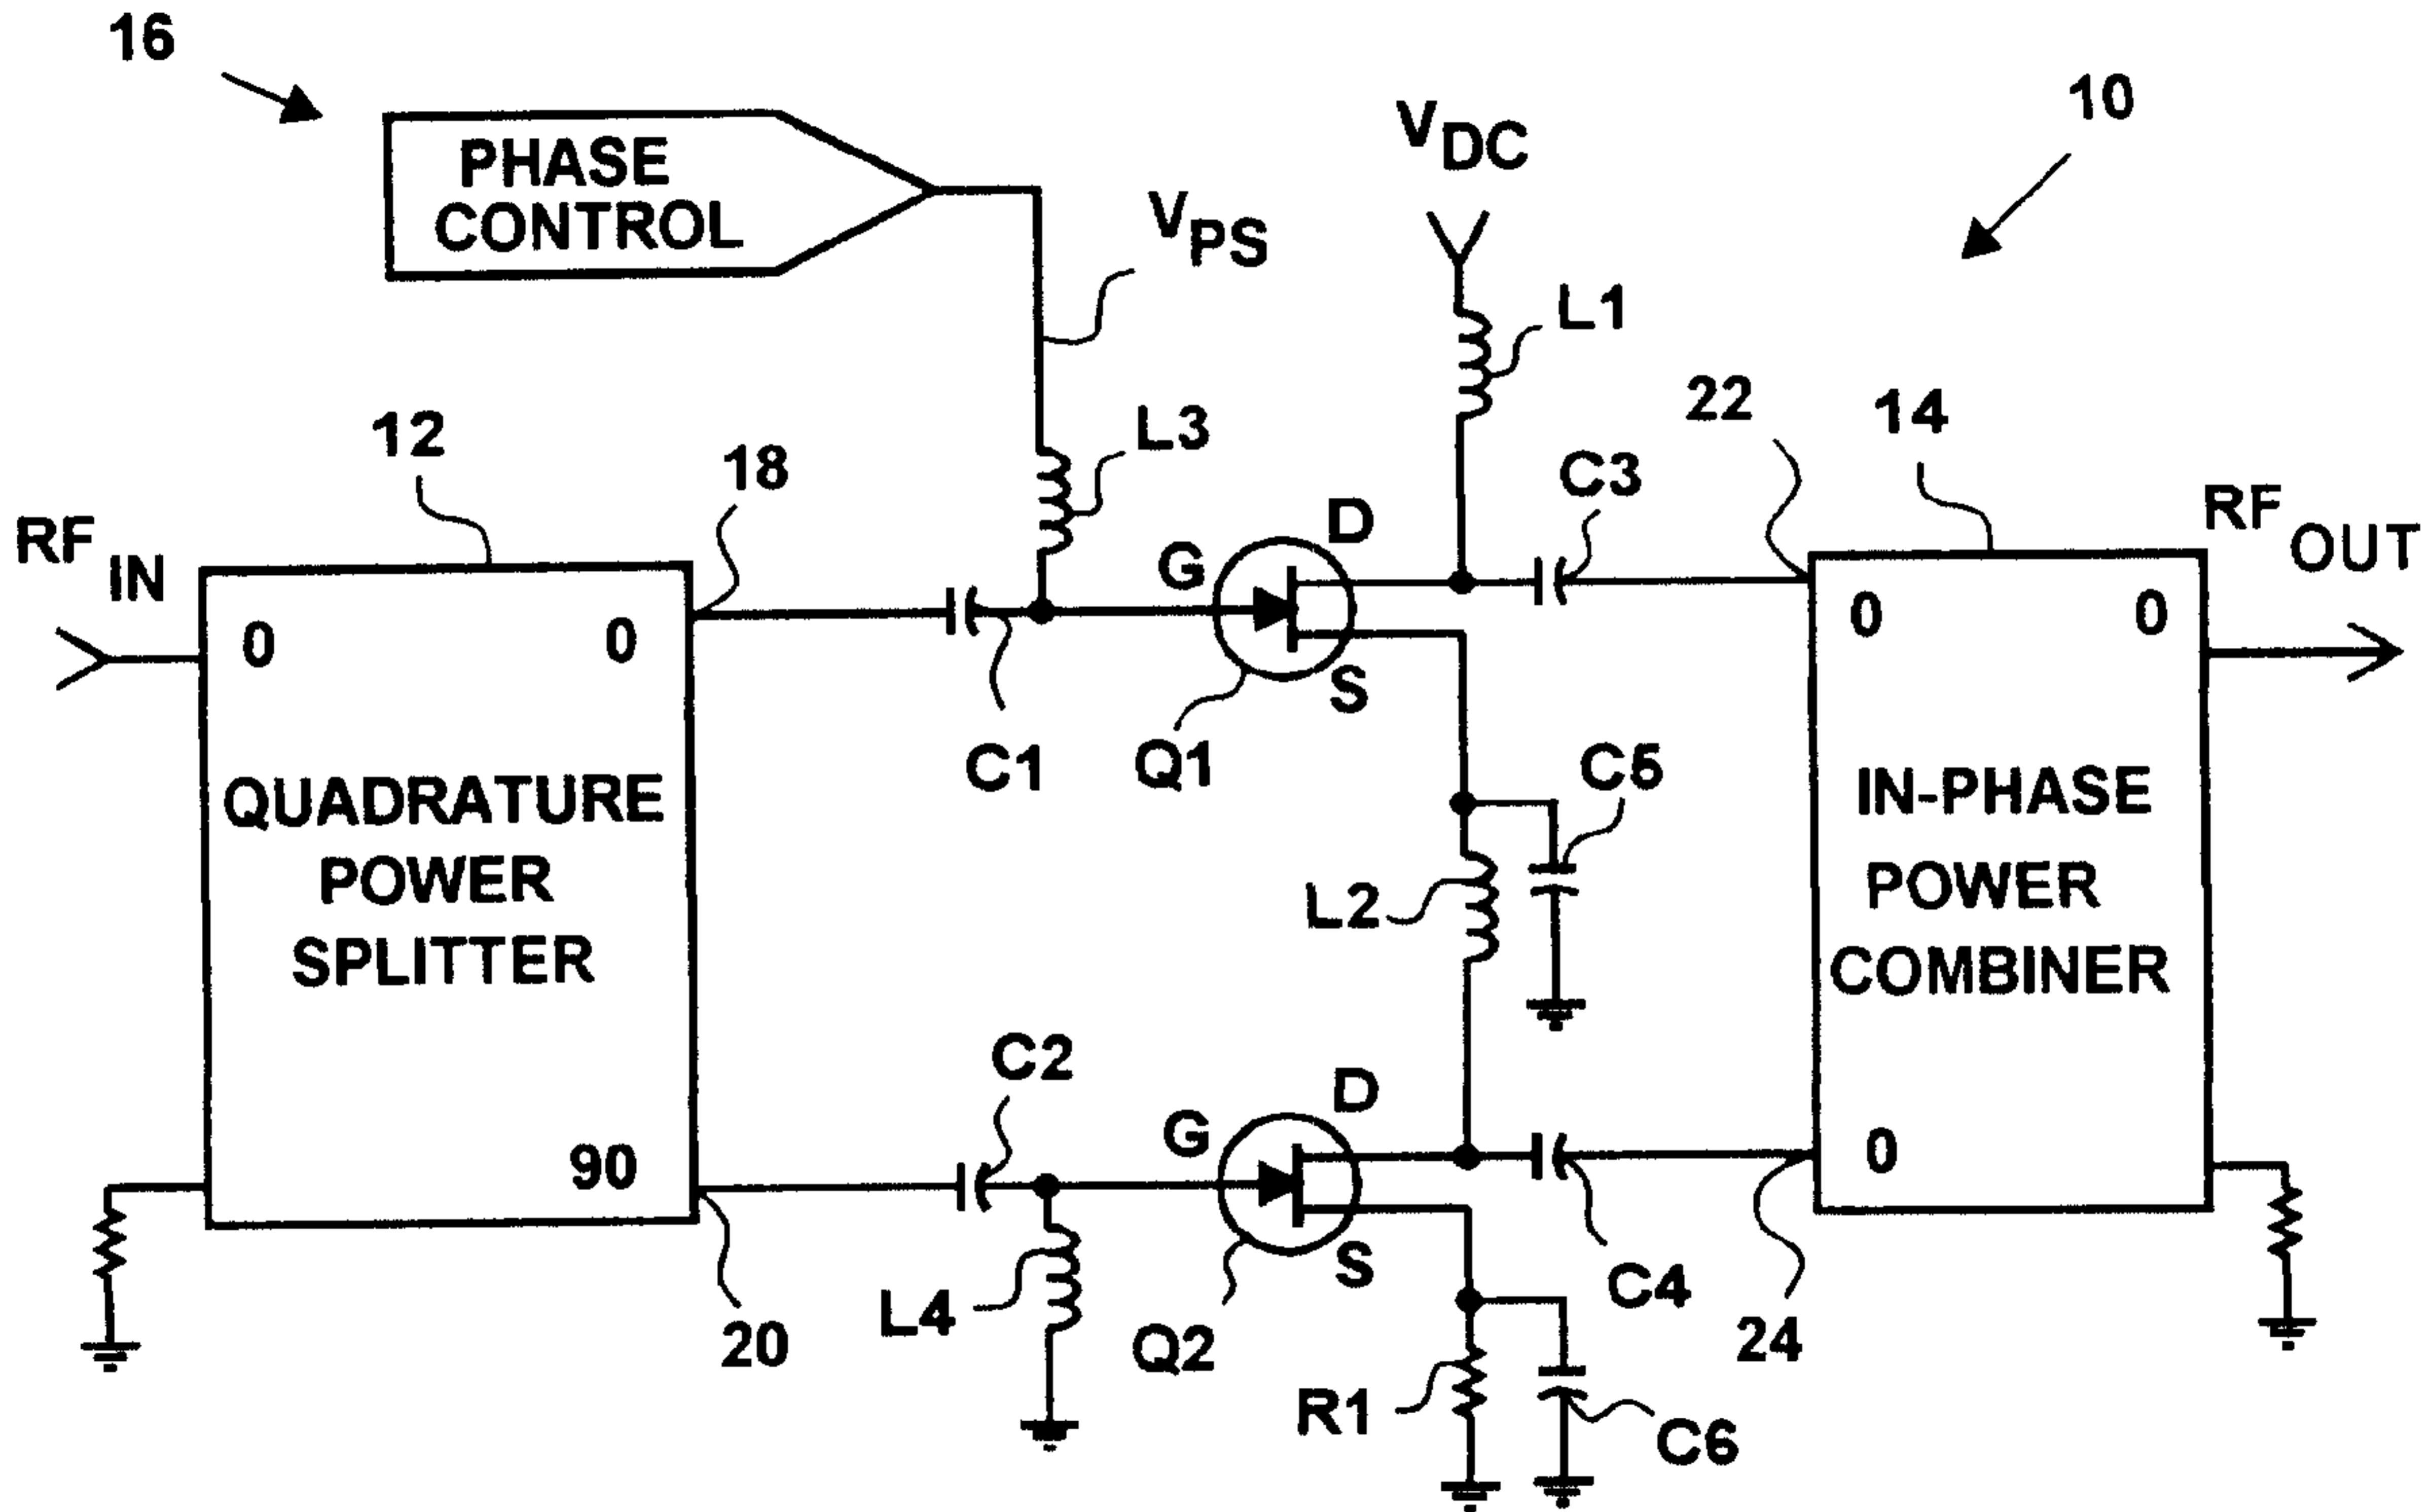 16
PHASE
CONTROL
VPS
VDC
10
L1
L3
12
18
22
14
C3
RF IN
RF OUT
G
D
S
0
0
0
0
C1
Q1
C5
QUADRATURE
POWER
SPLITTER
L2
IN-PHASE
POWER
COMBINER
C2
G
D
S
90
0
L4
20
Q2
C4
24
R1
C6